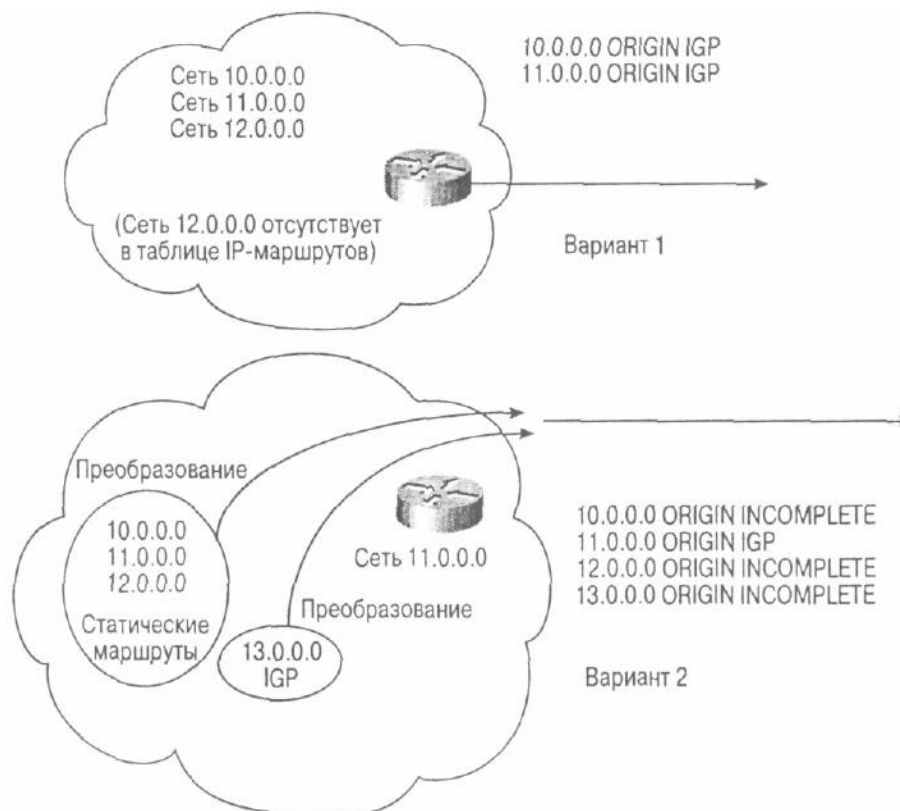 Сеть 10.0.0.0
Сеть 11.0.0.0
Сеть 12.0.0.0
(Сеть 12.0.0.0 отсутствует
в таблице IP-маршрутов)
10.0.0.0 ORIGIN IGP
11.0.0.0 ORIGIN IGP
Вариант 1
Преобразование
10.0.0.0
11.0.0.0
12.0.0.0
Статические
маршруты
Сеть 11.0.0.0
Преобразование
13.0.0.0
IGP
10.0.0.0 ORIGIN INCOMPLETE
11.0.0.0 ORIGIN IGP
12.0.0.0 ORIGIN INCOMPLETE
13.0.0.0 ORIGIN INCOMPLETE
Вариант 2